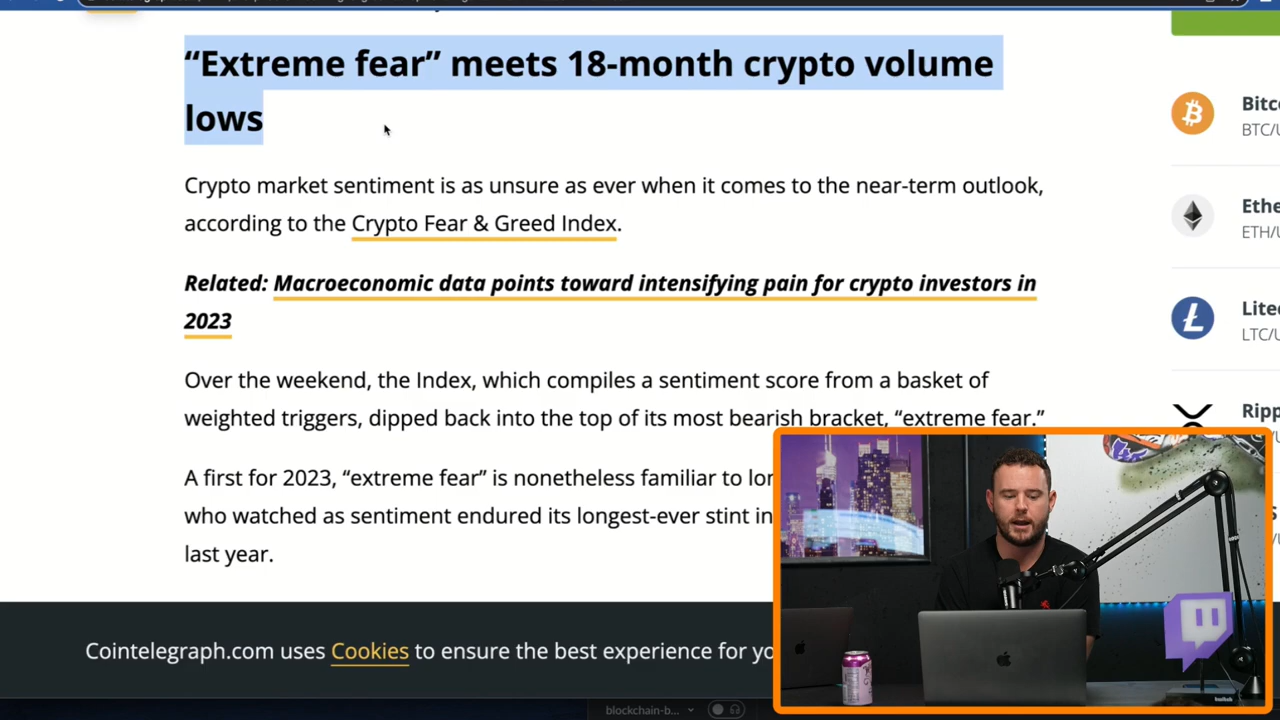 “Extreme fear” meets 18-month crypto volume
lows
Crypto market sentiment is as unsure as ever when it comes to the near-term outlook,
according to the Crypto Fear & Greed Index.
Related: Macroeconomic data points toward intensifying pain for crypto investors in
2023
Over the weekend, the Index, which compiles a sentiment score from a basket of
weighted triggers, dipped back into the top of its most bearish bracket, “extreme fear.”
A first for 2023, “extreme fear” is nonetheless familiar to lon
who watched as sentiment endured its longest-ever stint in
last year.
Cointelegraph.com uses Cookies to ensure the best experience for yo
Bitc
BTC/U
Ethe
ETH/U
Lite
LTC/U
Ripp
blockchain-b...